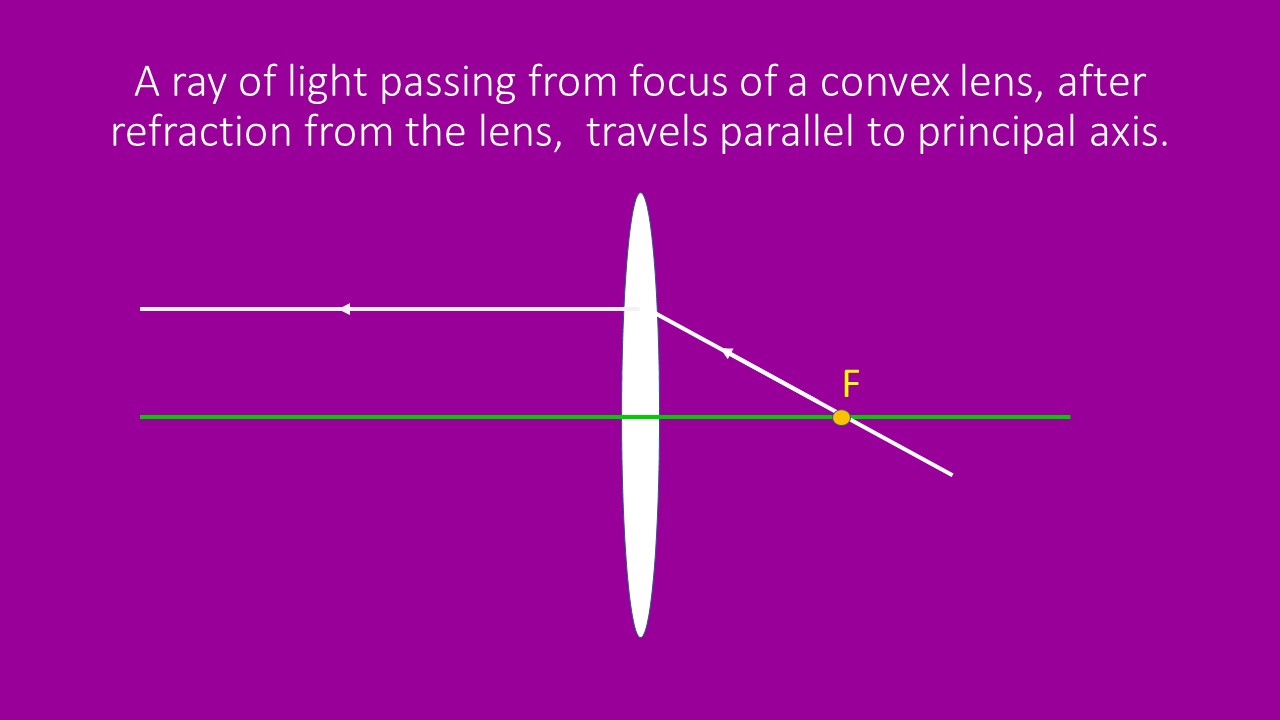 A ray of light passing from focus of a convex lens, after
refraction from the lens,  travels parallel to principal axis.
F